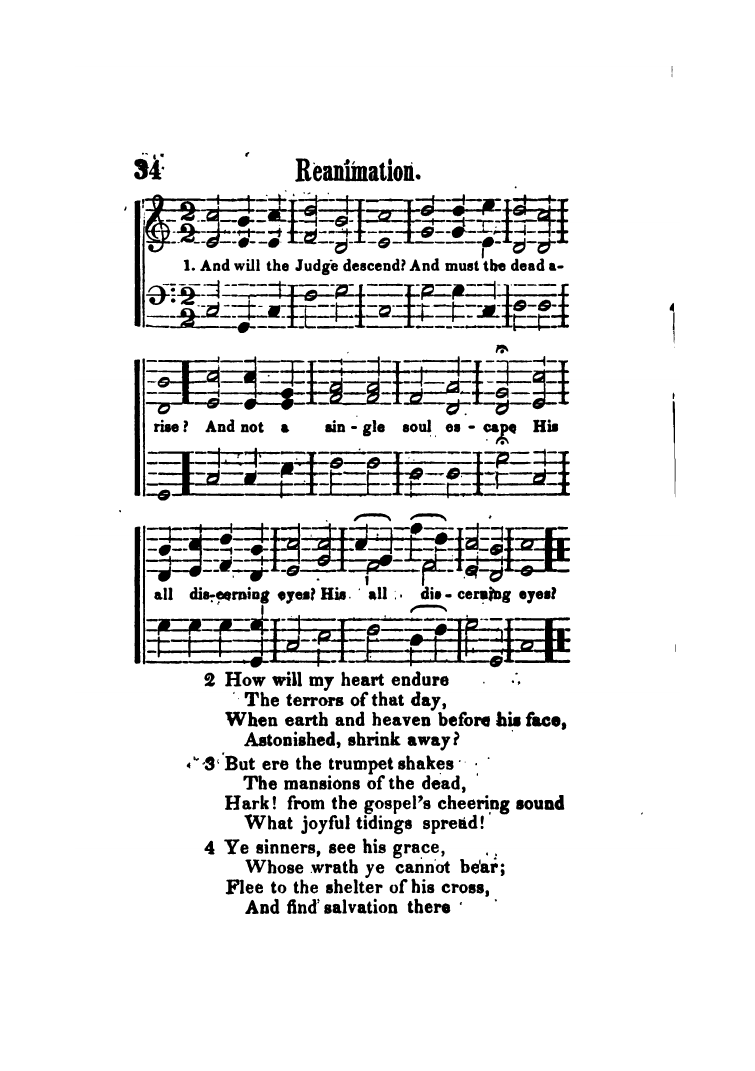 34 Reanimation.
1. And will the Judge descend? And must the dead a-
rise? And not a sin - gle soul es - cape His
all dis-cerning eyes? His all dis - cerning eyes?
2 How will my heart endure
The terrors of that day,
When earth and heaven before his face,
Astonished, shrink away?
3 But ere the trumpet shakes
The mansions of the dead,
Hark! from the gospel's cheering sound
What joyful tidings spread!
4 Ye sinners, see his grace,
Whose wrath ye cannot bear;
Flee to the shelter of his cross,
And find salvation there